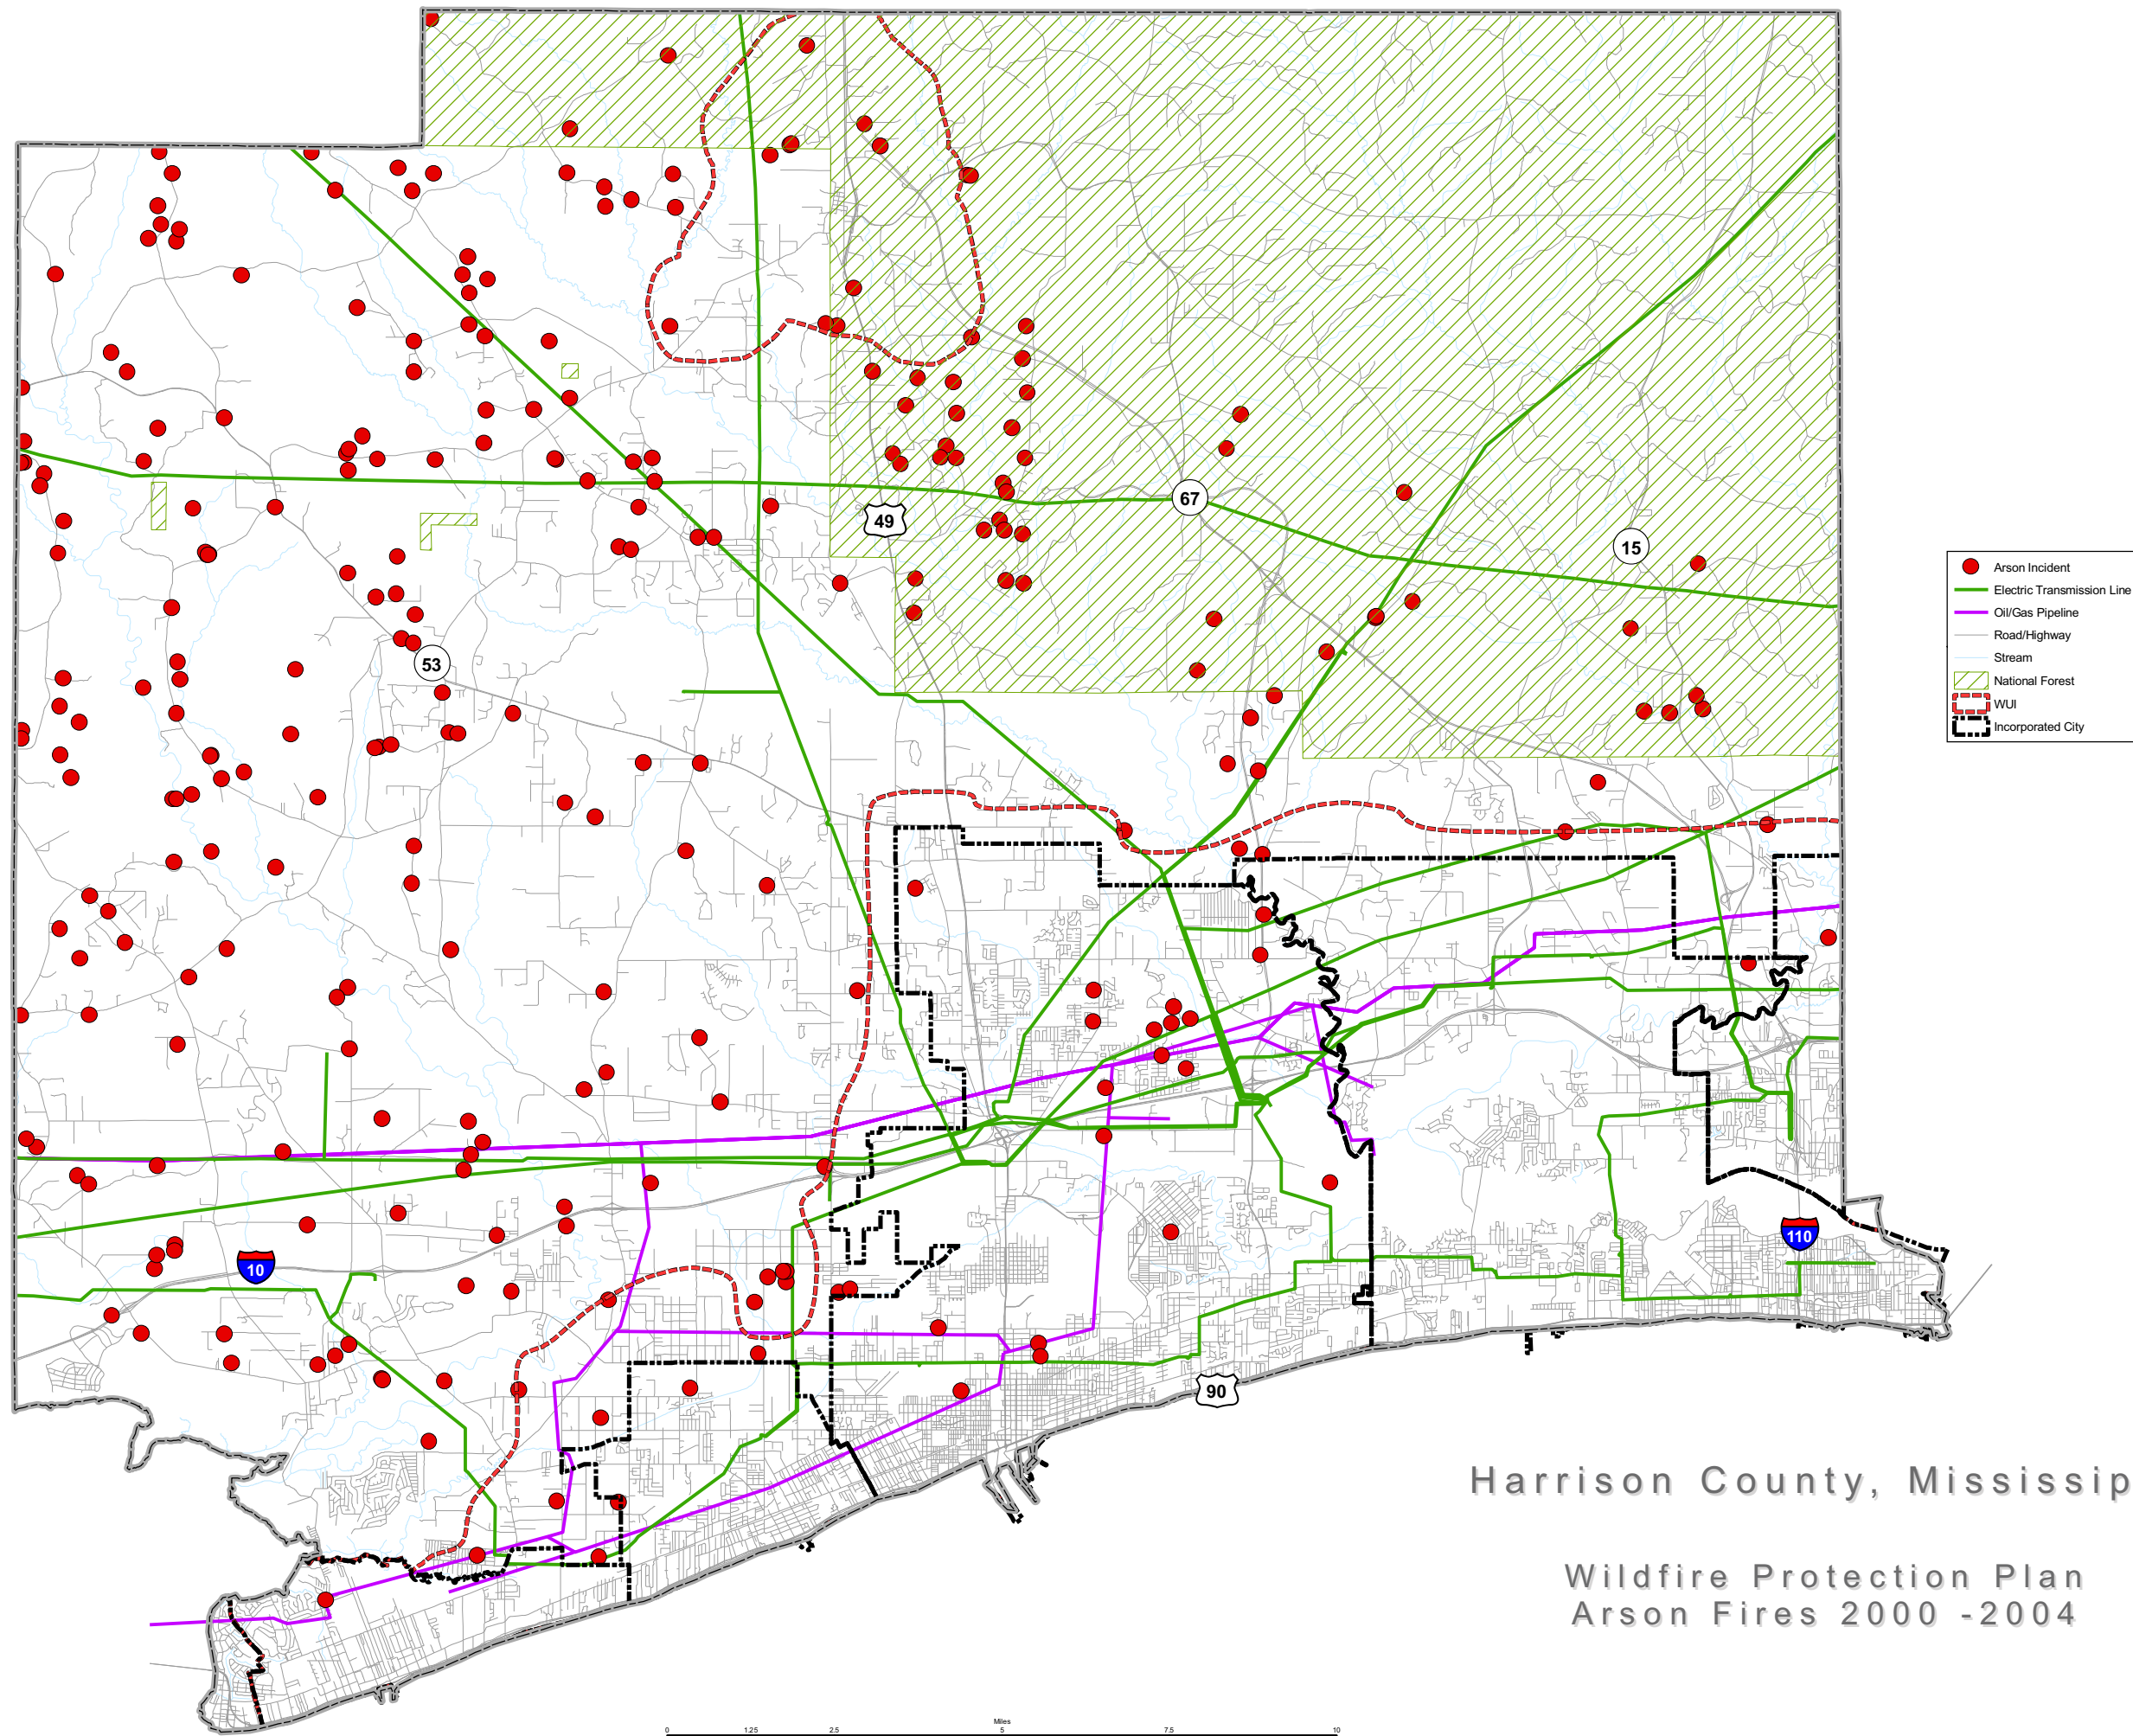 49
67
15
53
10
110
90
Arson Incident
Electric Transmission Line
Oil/Gas Pipeline
Road/Highway
Stream
National Forest
WUI
Incorporated City
Harrison County, Mississip
Wildfire Protection Plan
Arson Fires 2000 -2004
Miles
0 1.25 2.5 5 7.5 10